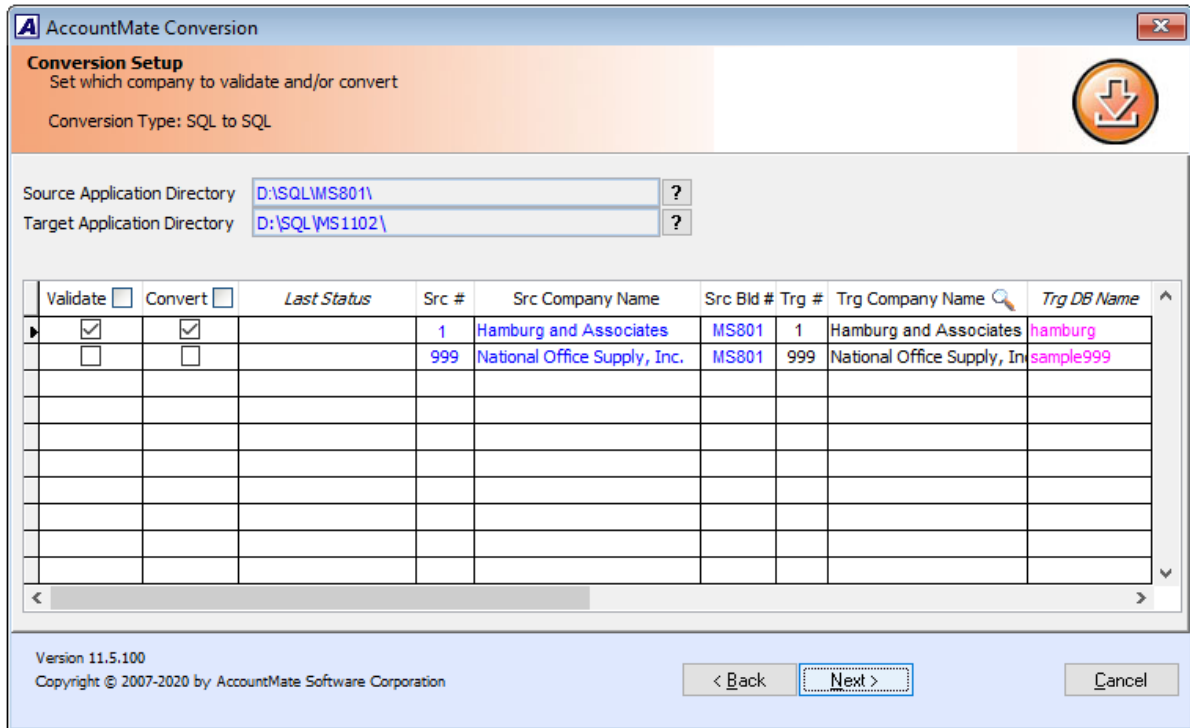 AccountMate Conversion
Conversion Setup
Set which company to validate and/or convert
Conversion Type: SQL to SQL
Source Application Directory D:\SQL\MS801\ ?
Target Application Directory D:\SQL\MS1102\ ?
Validate Convert Last Status Src # Src Company Name Src Bld # Trg # Trg Company Name Trg DB Name
1 Hamburg and Associates MS801 1 Hamburg and Associates hamburg
999 National Office Supply, Inc. MS801 999 National Office Supply, In sample999
Version 11.5.100
Copyright © 2007-2020 by AccountMate Software Corporation
< Back Next > Cancel